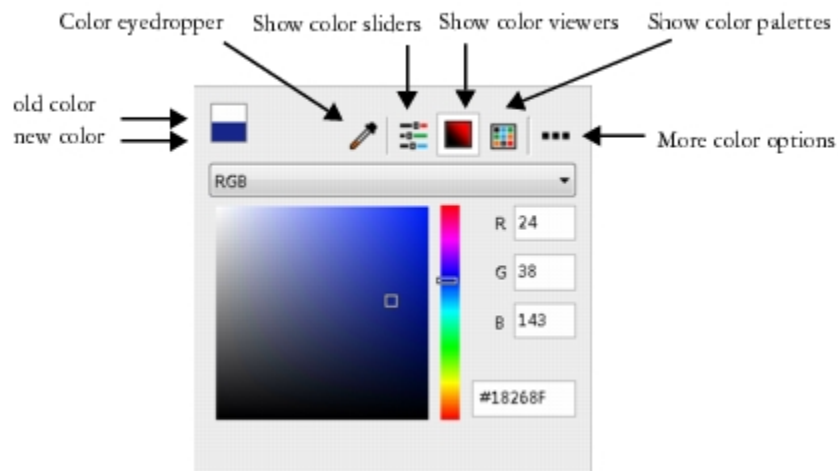 Color eyedropper
Show color sliders
Show color viewers
Show color palettes
old color
new color
More color options
RGB
R 24
G 38
B 143
#18268F